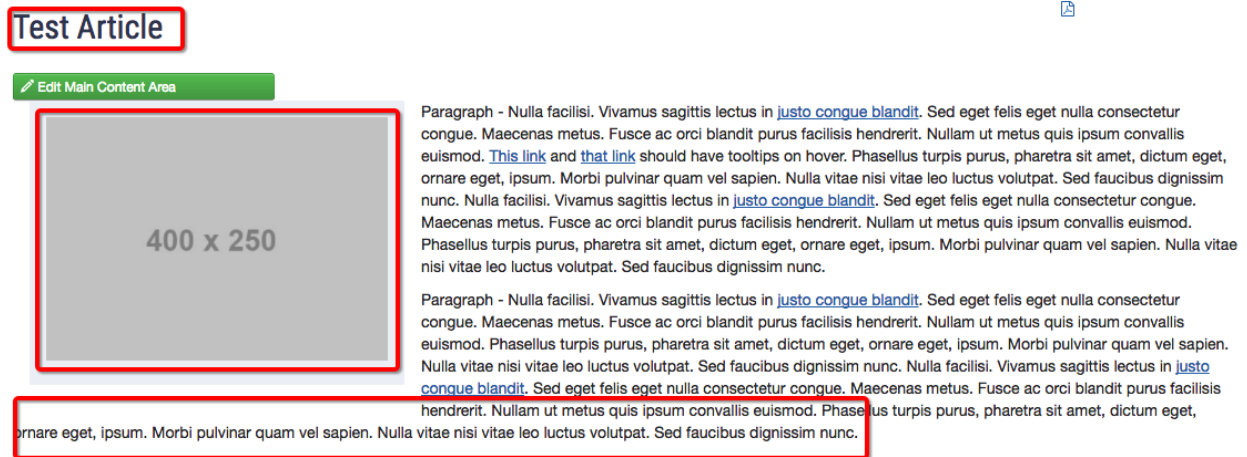 Test Article
Edit Main Content Area
400 x 250
Paragraph - Nulla facilisi. Vivamus sagittis lectus in justo congue blandit. Sed eget felis eget nulla consectetur
congue. Maecenas metus. Fusce ac orci blandit purus facilisis hendrerit. Nullam ut metus quis ipsum convallis
euismod. This link and that link should have tooltips on hover. Phasellus turpis purus, pharetra sit amet, dictum eget,
ornare eget, ipsum. Morbi pulvinar quam vel sapien. Nulla vitae nisi vitae leo luctus volutpat. Sed faucibus dignissim
nunc. Nulla facilisi. Vivamus sagittis lectus in justo congue blandit. Sed eget felis eget nulla consectetur congue.
Maecenas metus. Fusce ac orci blandit purus facilisis hendrerit. Nullam ut metus quis ipsum convallis euismod.
Phasellus turpis purus, pharetra sit amet, dictum eget, ornare eget, ipsum. Morbi pulvinar quam vel sapien. Nulla vitae
nisi vitae leo luctus volutpat. Sed faucibus dignissim nunc.
Paragraph - Nulla facilisi. Vivamus sagittis lectus in justo congue blandit. Sed eget felis eget nulla consectetur
congue. Maecenas metus. Fusce ac orci blandit purus facilisis hendrerit. Nullam ut metus quis ipsum convallis
euismod. Phasellus turpis purus, pharetra sit amet, dictum eget, ornare eget, ipsum. Morbi pulvinar quam vel sapien.
Nulla vitae nisi vitae leo luctus volutpat. Sed faucibus dignissim nunc. Nulla facilisi. Vivamus sagittis lectus in justo
congue blandit. Sed eget felis eget nulla consectetur congue. Maecenas metus. Fusce ac orci blandit purus facilisis
hendrerit. Nullam ut metus quis ipsum convallis euismod. Phasellus turpis purus, pharetra sit amet, dictum eget,
ornare eget, ipsum. Morbi pulvinar quam vel sapien. Nulla vitae nisi vitae leo luctus volutpat. Sed faucibus dignissim nunc.